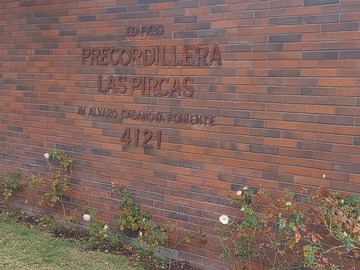 EDIFICIO
PRECORDILLERA
LAS PIRCAS
AV ALVARO CASANOVA PONIENTE
4121